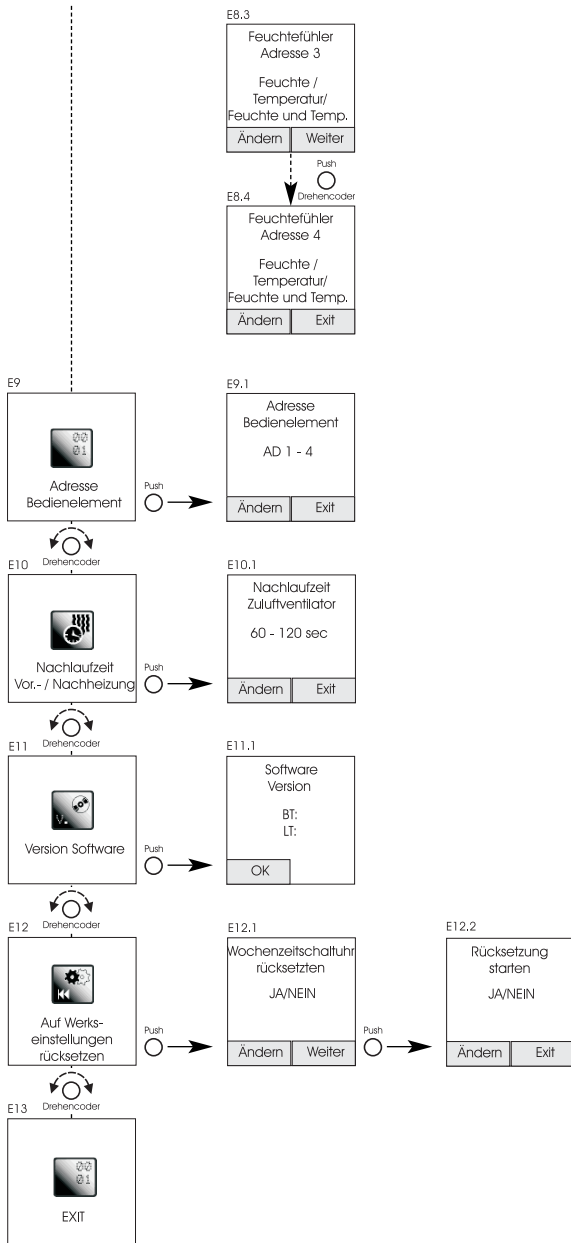 E8.3
Feuchtefühler
Adresse 3
Feuchte /
Temperatur/
Feuchte und Temp.
Ändern Weiter
Push
Drehencoder
E8.4
Feuchtefühler
Adresse 4
Feuchte /
Temperatur/
Feuchte und Temp.
Ändern Exit
E9
00
01
Adresse
Bedienelement
Push
E9.1
Adresse
Bedienelement
AD 1 - 4
Ändern Exit
Drehencoder
E10
Nachlaufzeit
Vor.- / Nachheizung
Push
E10.1
Nachlaufzeit
Zuluftventilator
60 - 120 sec
Ändern Exit
Drehencoder
E11
V.
Version Software
Push
E11.1
Software
Version
BT:
LT:
OK
Drehencoder
E12
Auf Werks-
einstellungen
rücksetzen
Push
E12.1
Wochenzeitschaltuhr
rücksetzten
JA/NEIN
Ändern Weiter
Push
E12.2
Rücksetzung
starten
JA/NEIN
Ändern Exit
Drehencoder
E13
00
01
EXIT